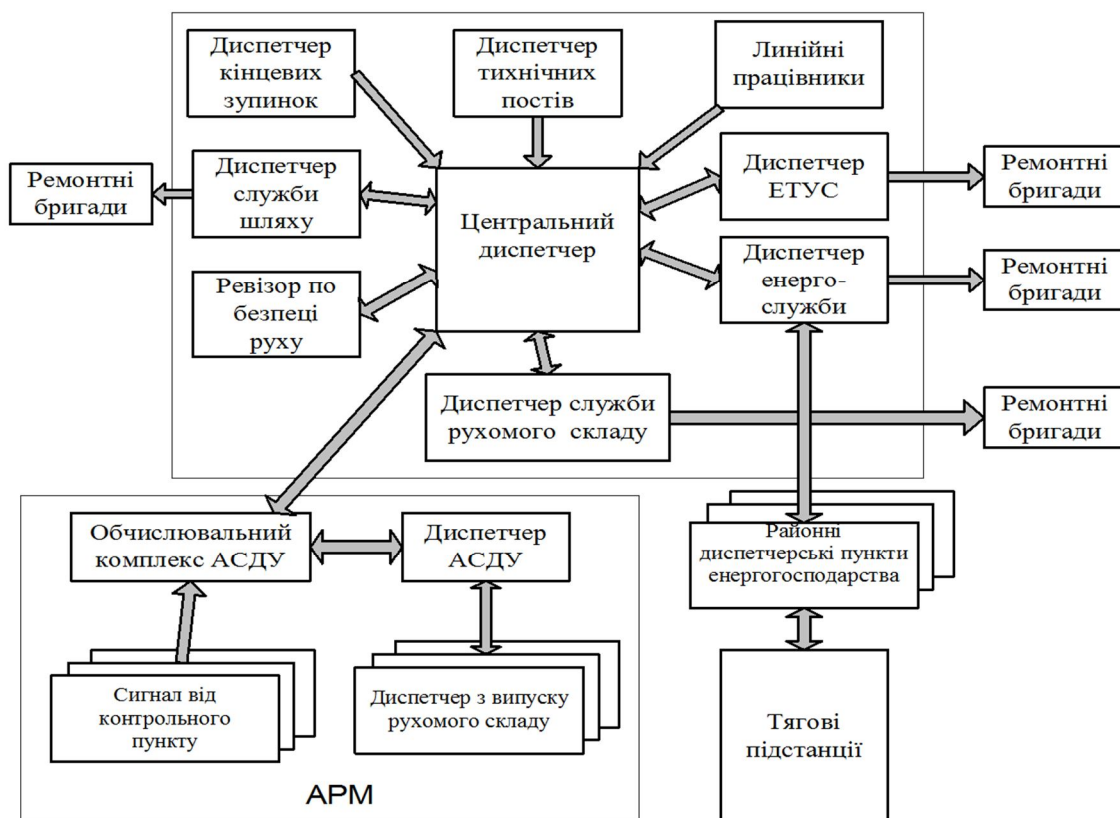 Диспетчер
кінцевих
зупинок
Диспетчер
тихнічних
постів
Линійні
працівники
Ремонтні
бригади
Диспетчер
служби
шляху
Центральний
диспетчер
Диспетчер
ЕТУС
Ремонтні
бригади
Ревізор по
безпеці
руху
Диспетчер
енерго-
служби
Ремонтні
бригади
Диспетчер служби
рухомого складу
Ремонтні
бригади
Обчислювальний
комплекс АСДУ
Диспетчер
АСДУ
Районні
диспетчерські пункти
енергогосподарства
Сигнал від
контрольного
пункту
Диспетчер з випуску
рухомого складу
Тягові
підстанції
АРМ